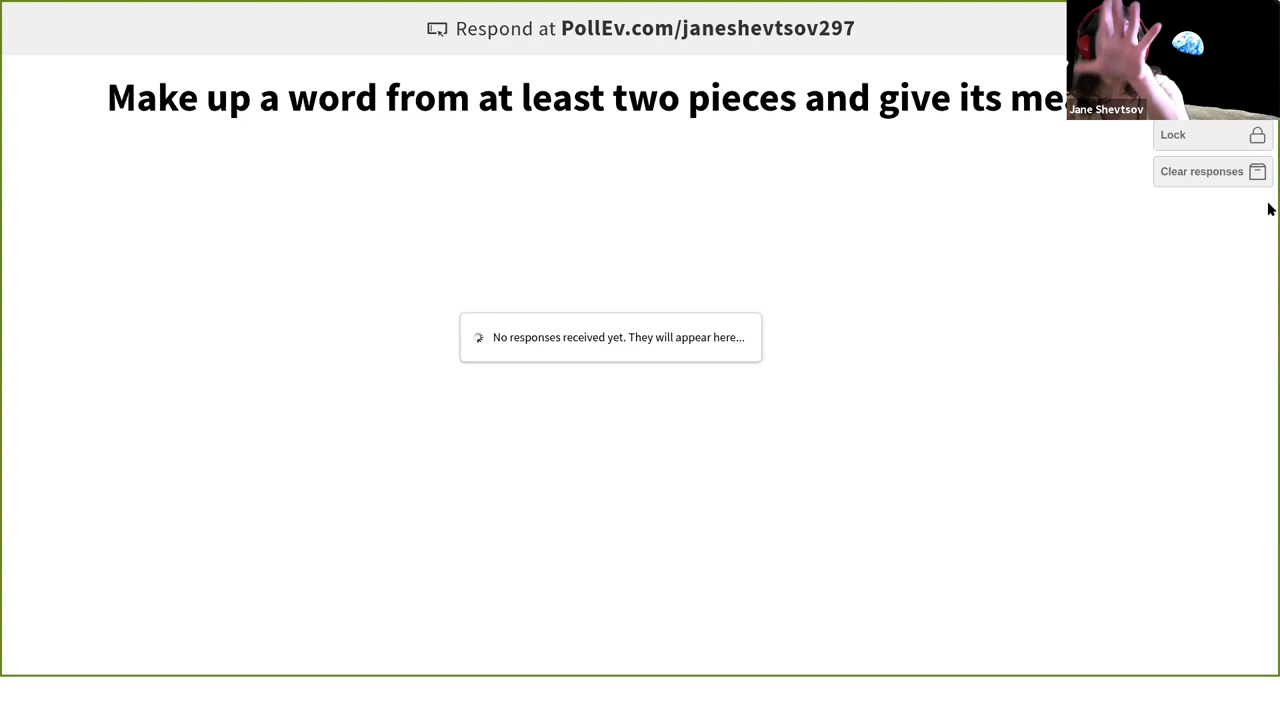 Respond at PollEv.com/janeshevtsov297
Make up a word from at least two pieces and give its
Jane Shevtsov
Lock
Clear responses
No responses received yet. They will appear here...